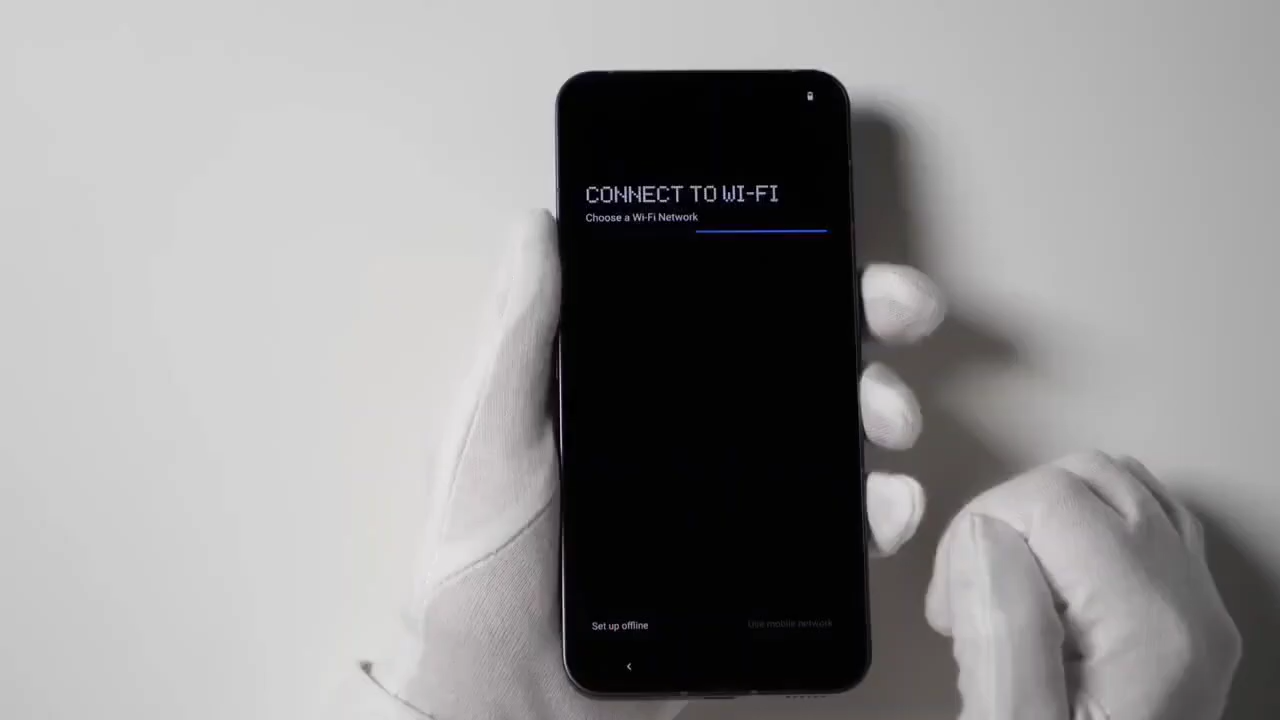 CONNECT TO WI-FI
Choose a Wi-Fi Network
Set up offline
Use mobile network